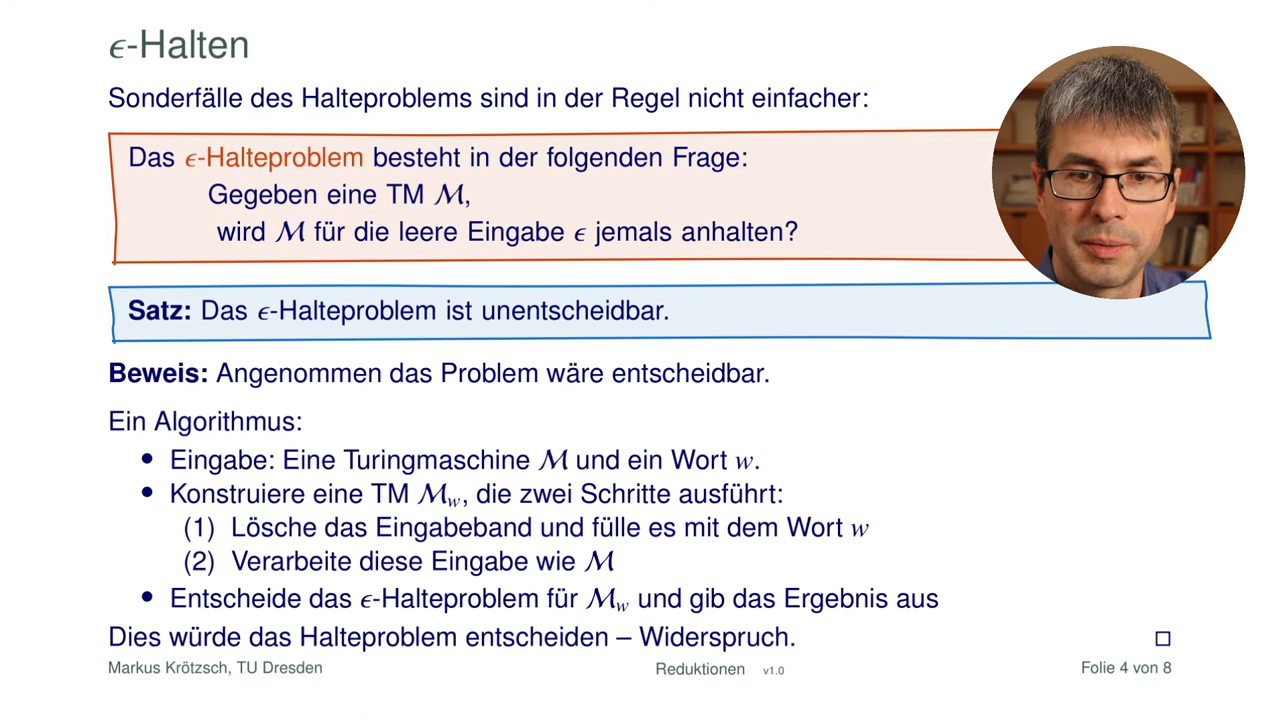 ϵ-Halten
Sonderfälle des Halteproblems sind in der Regel nicht einfacher:
Das ϵ-Halteproblem besteht in der folgenden Frage:
Gegeben eine TM ℳ,
wird ℳ für die leere Eingabe ϵ jemals anhalten?
Satz: Das ϵ-Halteproblem ist unentscheidbar.
Beweis: Angenommen das Problem wäre entscheidbar.
Ein Algorithmus:
• Eingabe: Eine Turingmaschine ℳ und ein Wort w.
• Konstruiere eine TM ℳw, die zwei Schritte ausführt:
(1) Lösche das Eingabeband und fülle es mit dem Wort w
(2) Verarbeite diese Eingabe wie ℳ
• Entscheide das ϵ-Halteproblem für ℳw und gib das Ergebnis aus
Dies würde das Halteproblem entscheiden – Widerspruch. □
Markus Krötzsch, TU Dresden Reduktionen v1.0 Folie 4 von 8